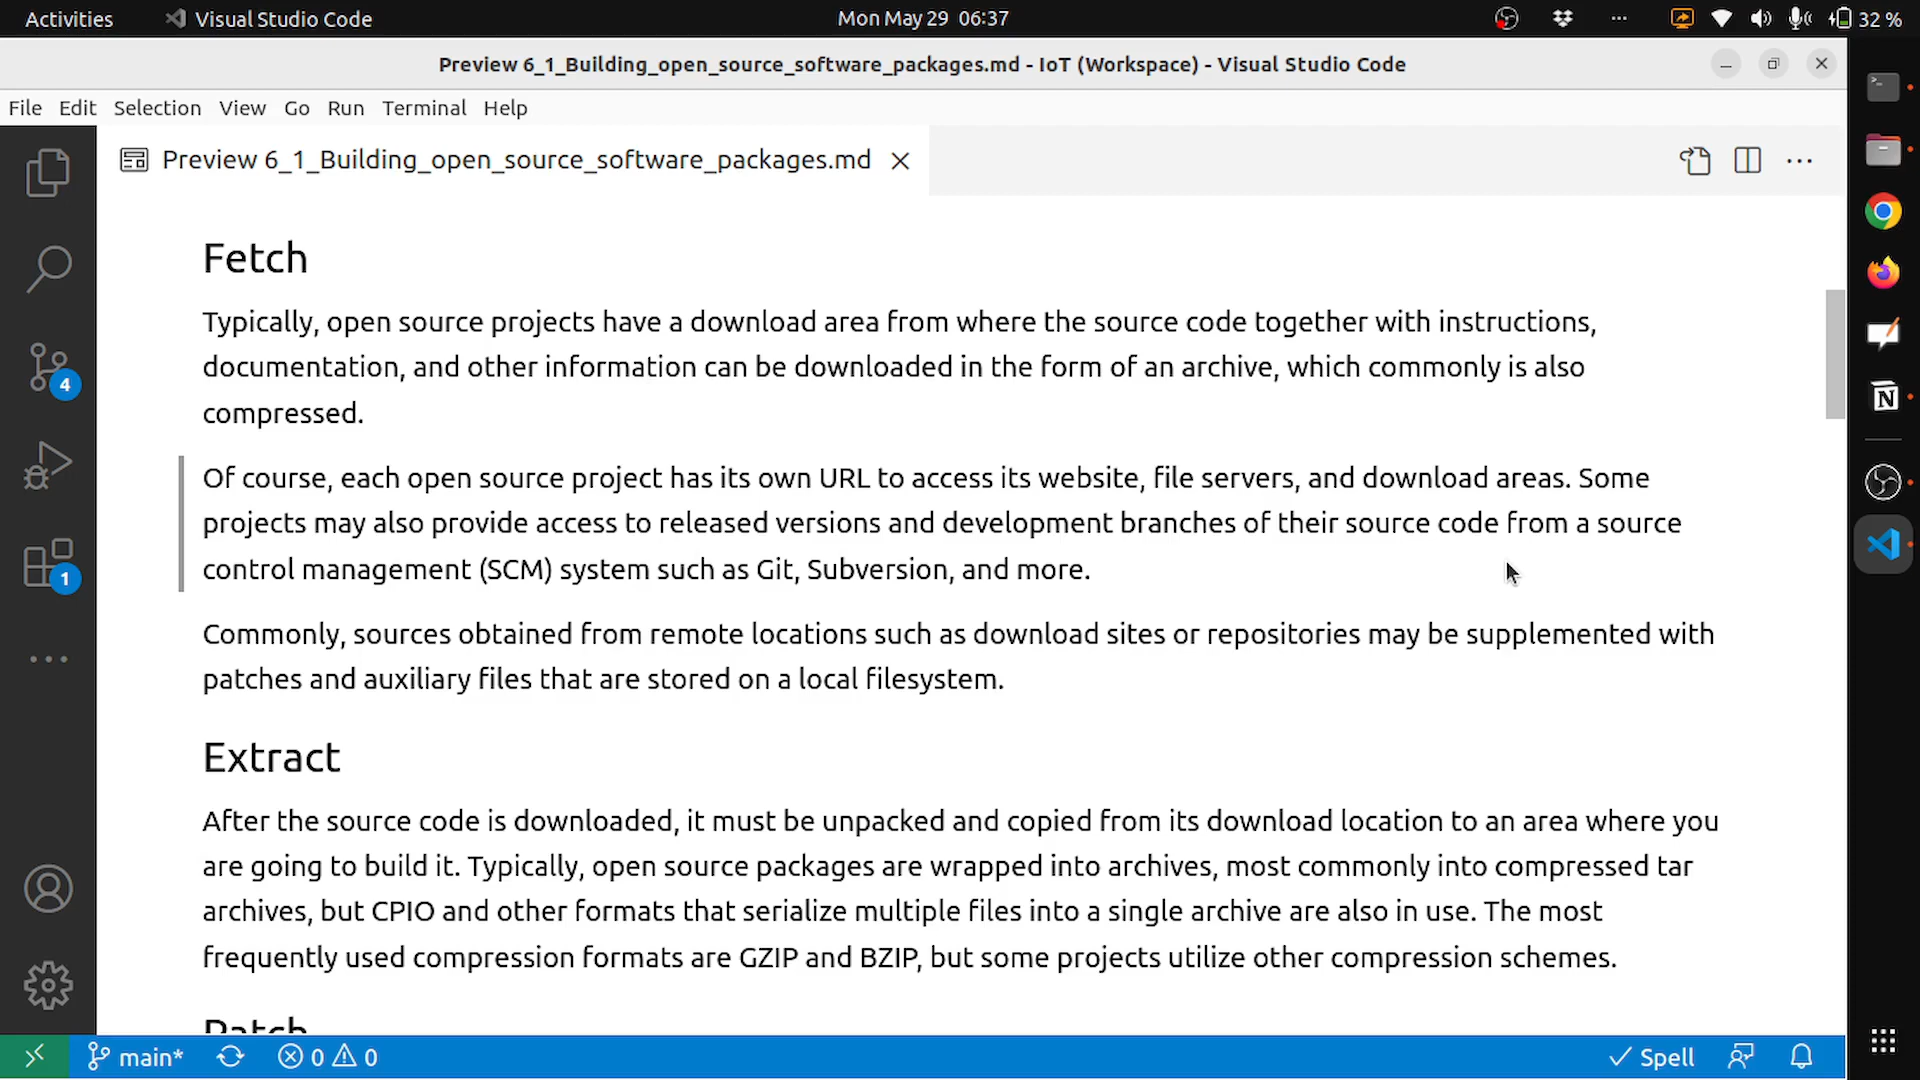 Activities
Visual Studio Code
Mon May 29 06:37
32 %
Preview 6_1_Building_open_source_software_packages.md - IoT (Workspace) - Visual Studio Code
File Edit Selection View Go Run Terminal Help
Preview 6_1_Building_open_source_software_packages.md
Fetch
Typically, open source projects have a download area from where the source code together with instructions,
documentation, and other information can be downloaded in the form of an archive, which commonly is also
compressed.
Of course, each open source project has its own URL to access its website, file servers, and download areas. Some
projects may also provide access to released versions and development branches of their source code from a source
control management (SCM) system such as Git, Subversion, and more.
Commonly, sources obtained from remote locations such as download sites or repositories may be supplemented with
patches and auxiliary files that are stored on a local filesystem.
Extract
After the source code is downloaded, it must be unpacked and copied from its download location to an area where you
are going to build it. Typically, open source packages are wrapped into archives, most commonly into compressed tar
archives, but CPIO and other formats that serialize multiple files into a single archive are also in use. The most
frequently used compression formats are GZIP and BZIP, but some projects utilize other compression schemes.
Patch
4
1
main*
0
0
Spell